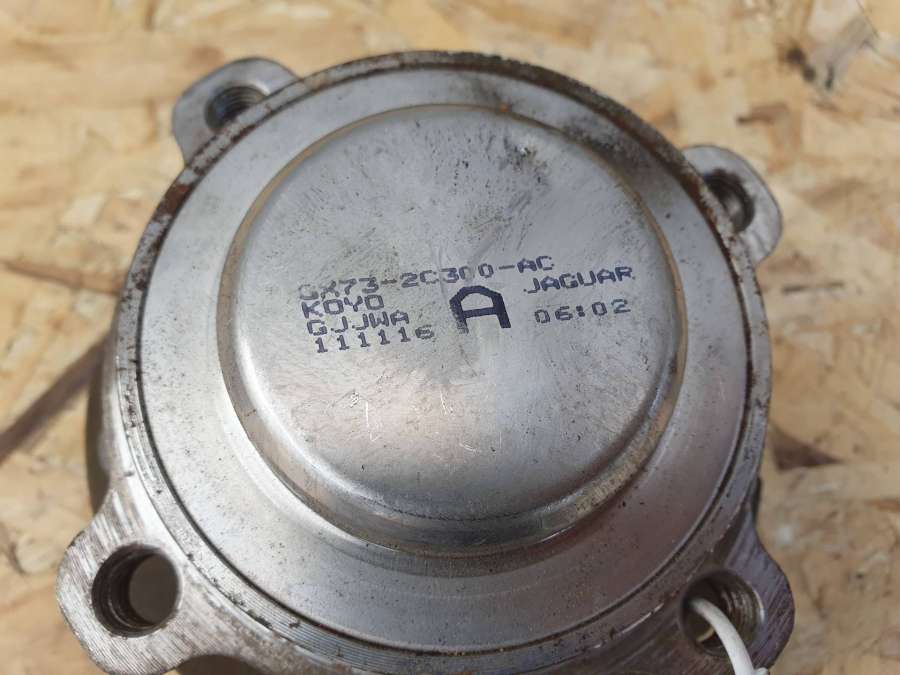 GX73-2C300-AC
KOYO JAGUAR
GJJWA A 06:02
111116